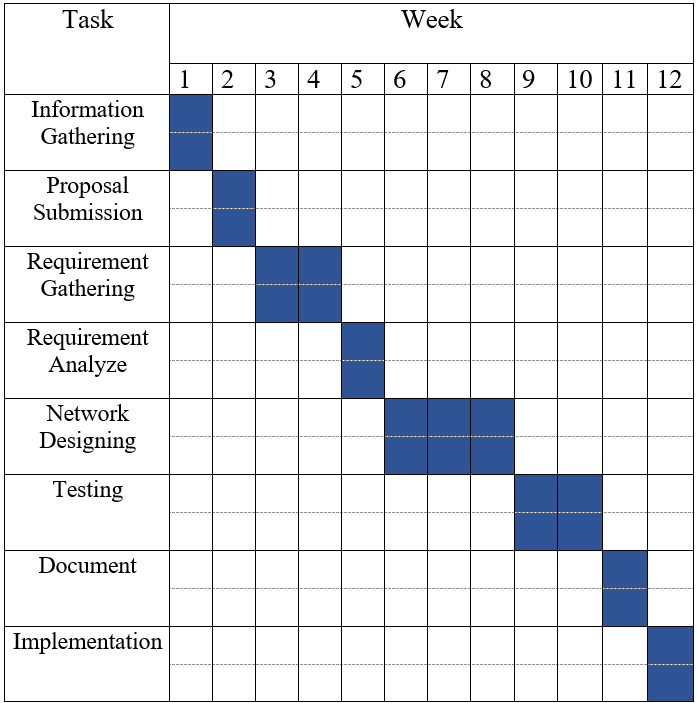 Task Week
1 2 3 4 5 6 7 8 9 10 11 12
Information
Gathering
Proposal
Submission
Requirement
Gathering
Requirement
Analyze
Network
Designing
Testing
Document
Implementation